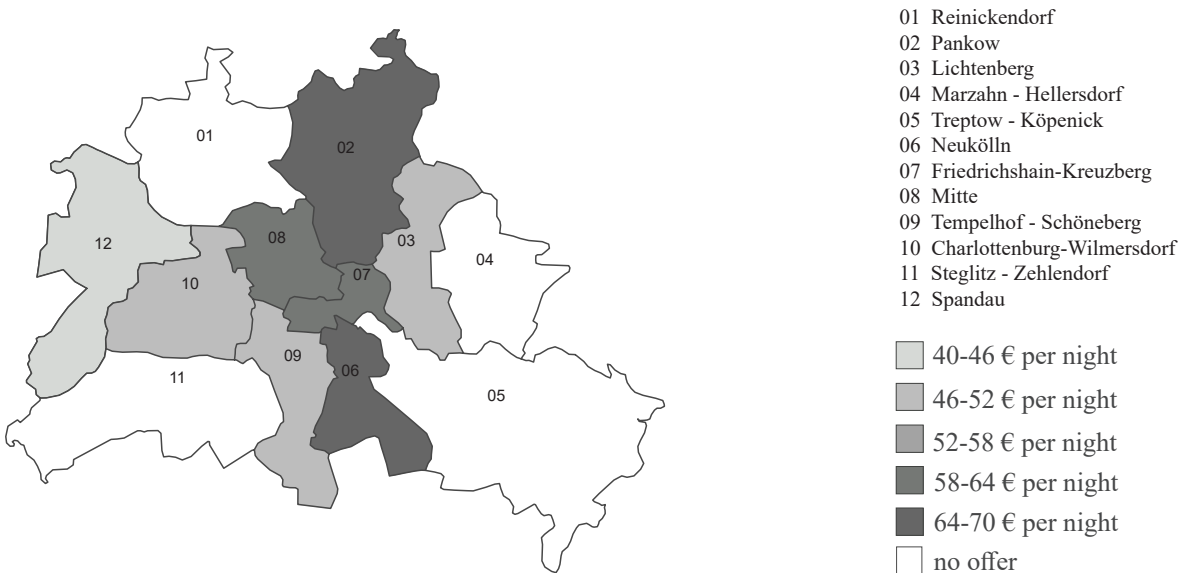 01 Reinickendorf
02 Pankow
03 Lichtenberg
04 Marzahn - Hellersdorf
05 Treptow - Köpenick
06 Neukölln
07 Friedrichshain-Kreuzberg
08 Mitte
09 Tempelhof - Schöneberg
10 Charlottenburg-Wilmersdorf
11 Steglitz - Zehlendorf
12 Spandau
40-46 € per night
46-52 € per night
52-58 € per night
58-64 € per night
64-70 € per night
no offer
01
02
03
12
08
04
07
10
09
06
11
05